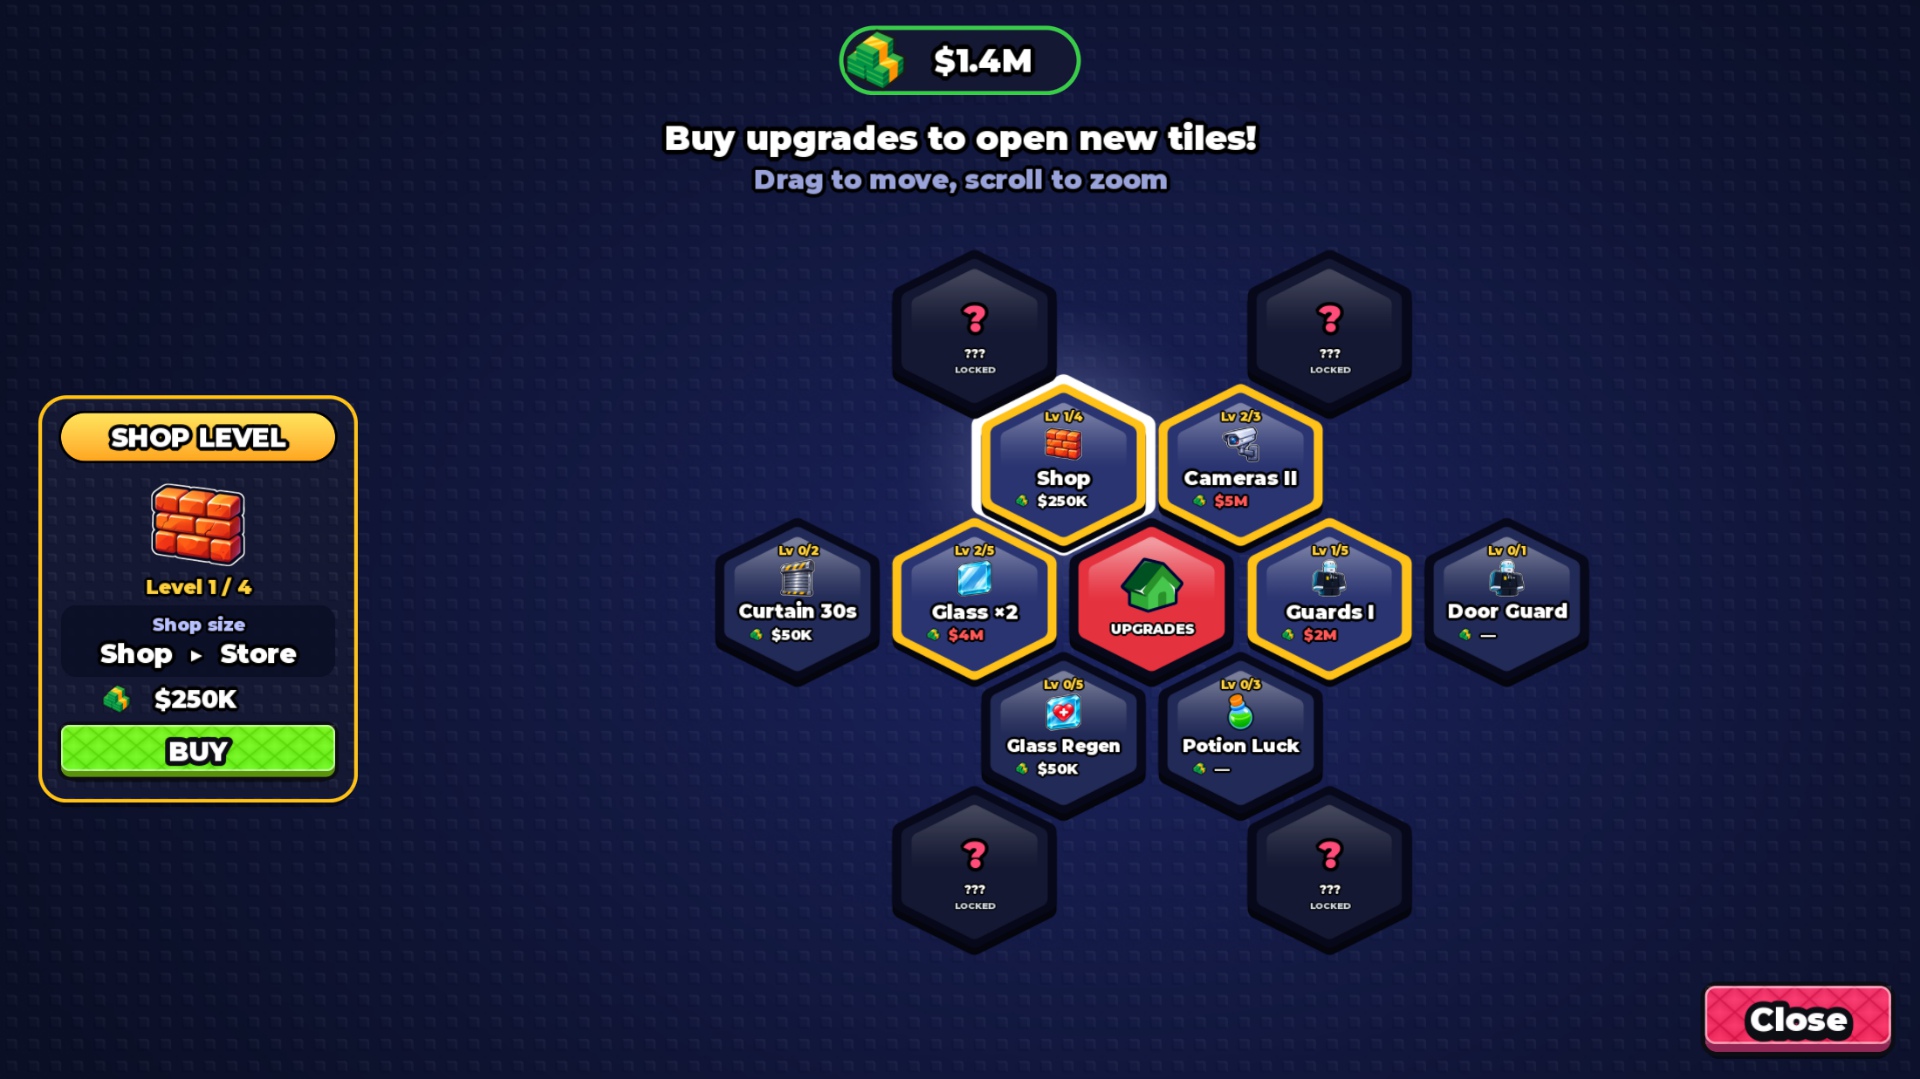 $1.4M
Buy upgrades to open new tiles!
Drag to move, scroll to zoom
?
???
LOCKED
?
???
LOCKED
Lv 1/4
Shop
$250K
Lv 2/3
Cameras II
$5M
SHOP LEVEL
Level 1 / 4
Shop size
Shop ▸ Store
$250K
BUY
Lv 0/2
Curtain 30s
$50K
Lv 2/5
Glass ×2
$4M
UPGRADES
Lv 1/5
Guards I
$2M
Lv 0/1
Door Guard
—
Lv 0/5
Glass Regen
$50K
Lv 0/3
Potion Luck
—
?
???
LOCKED
?
???
LOCKED
Close